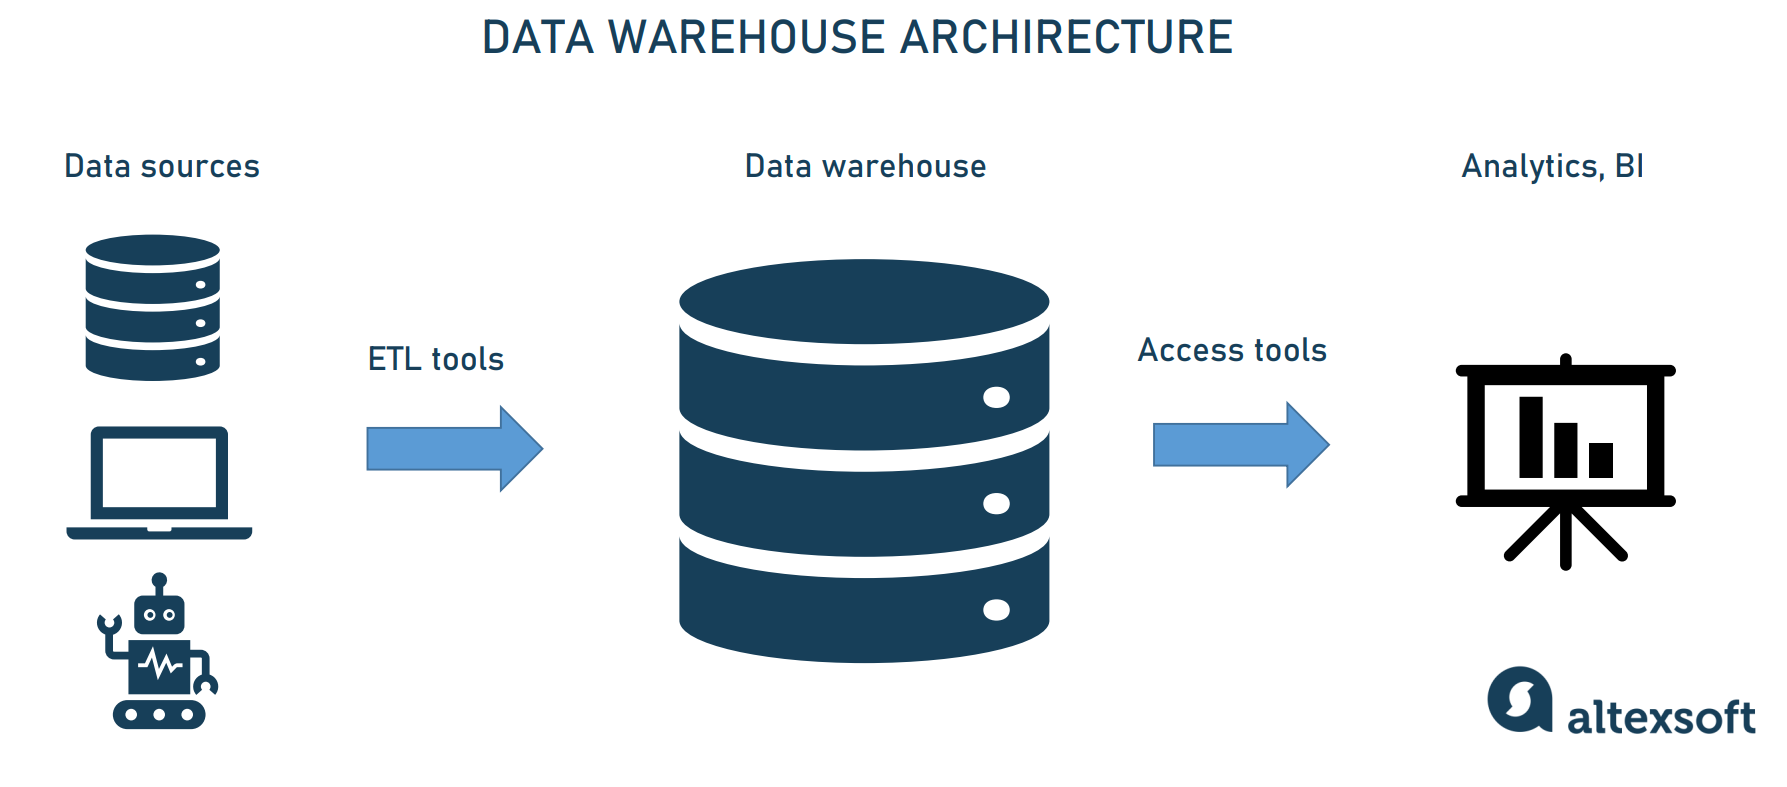 DATA WAREHOUSE ARCHIRECTURE
Data sources
Data warehouse
Analytics, BI
ETL tools
Access tools
altexsoft